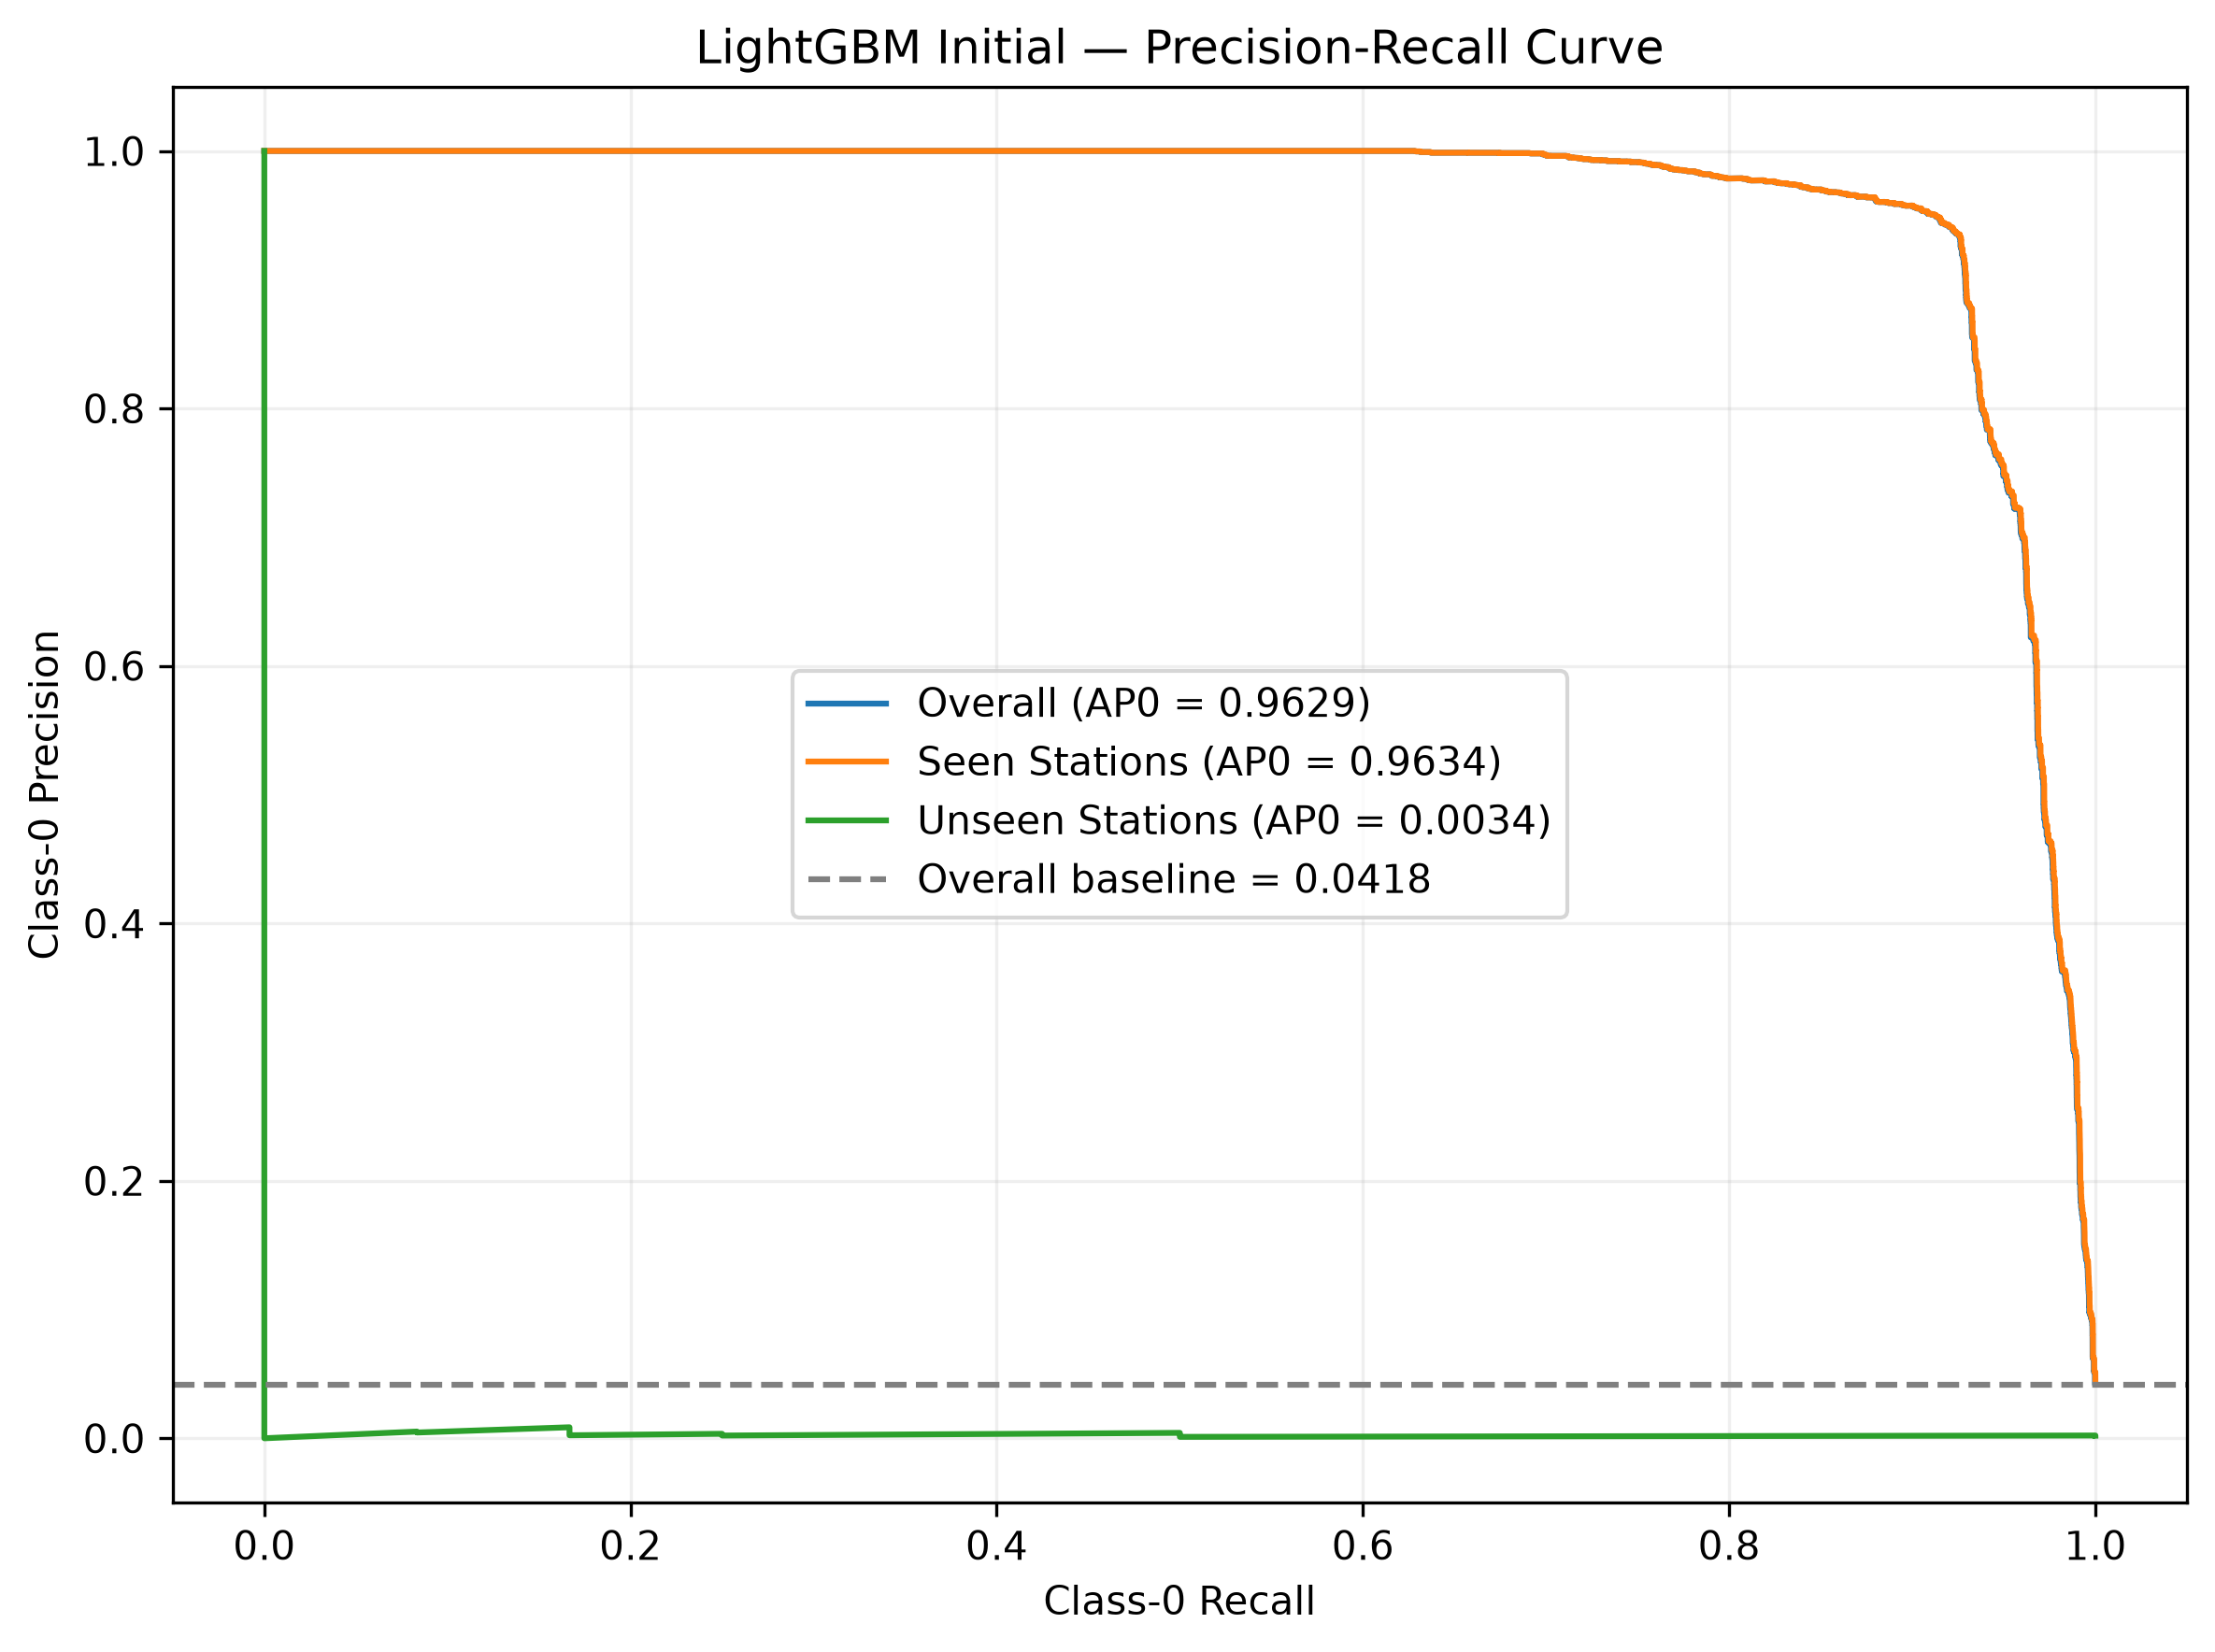 LightGBM Initial — Precision-Recall Curve
Class-0 Precision
1.0
0.8
0.6
0.4
0.2
0.0
Overall (AP0 = 0.9629)
Seen Stations (AP0 = 0.9634)
Unseen Stations (AP0 = 0.0034)
Overall baseline = 0.0418
0.0 0.2 0.4 0.6 0.8 1.0
Class-0 Recall